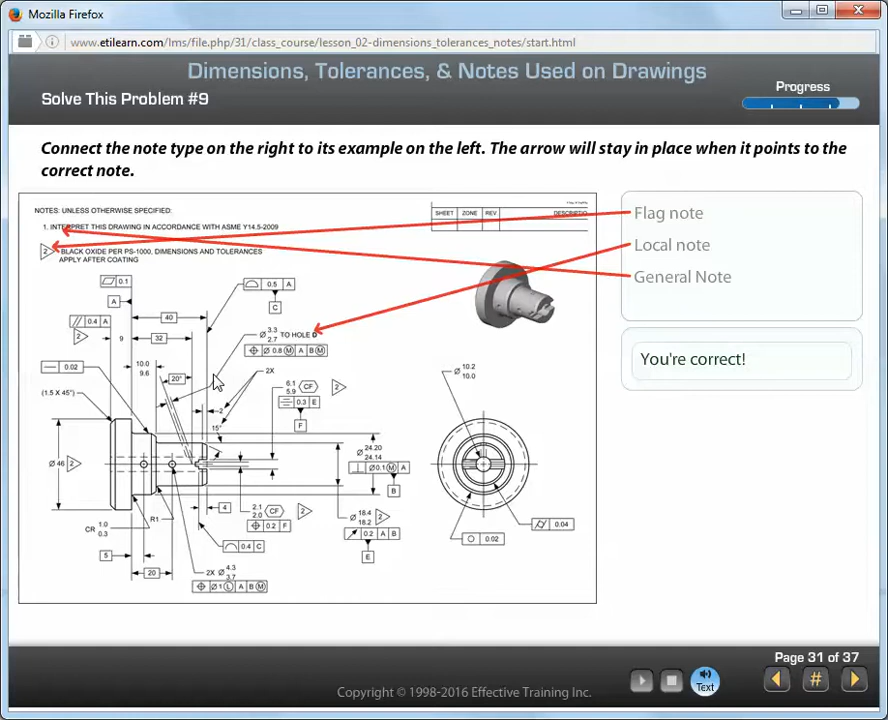 Mozilla Firefox
www.etilearn.com/lms/file.php/31/class_course/lesson_02-dimensions_tolerances_notes/start.html
Dimensions, Tolerances, & Notes Used on Drawings
Solve This Problem #9
Progress
Connect the note type on the right to its example on the left. The arrow will stay in place when it points to the
correct note.
NOTES: UNLESS OTHERWISE SPECIFIED:
1. INTERPRET THIS DRAWING IN ACCORDANCE WITH ASME Y14.5-2009
2 BLACK OXIDE PER PS-1000, DIMENSIONS AND TOLERANCES
APPLY AFTER COATING
SHEET ZONE REV
Flag note
Local note
General Note
You're correct!
0.1
A
40
0.5 A
C
0.4 A
2
9
32
3.3
2.7
TO HOLE
Ø 0.8 M A B M
0.02
10.0
9.6
20°
2X
2
15°
6.1
5.9
CF
2
0.3 E
F
(1.5 X 45°)
Ø 46
2
Ø 24.20
24.14
Ø0.1 M A
B
Ø 10.2
10.0
4
2.1
2.0
CF
2
0.2 F
Ø 18.4
18.2
2
0.2 A B
E
0.02
0.04
CR 1.0
0.3
R1
0.4 C
5
20
2X Ø 4.3
3.7
Ø 1 L A B M
Page 31 of 37
Text
#
Copyright © 1998-2016 Effective Training Inc.